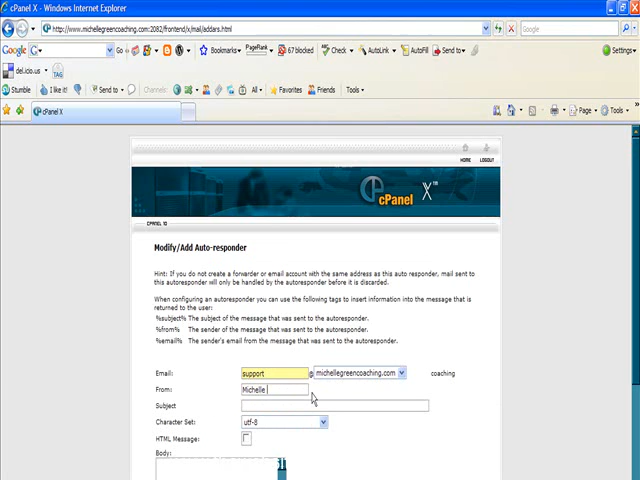 cPanel X - Windows Internet Explorer
http://www.michellegreencoaching.com:2082/frontend/x/mail/addars.html
Google
Google
Go
Bookmarks
PageRank
67 blocked
Check
AutoLink
AutoFill
Send to
Settings
del.icio.us
TAG
Stumble
I like it!
Send to
Channels:
All
Favorites
Friends
Tools
cPanel X
Page
Tools
HOME
LOGOUT
cPanel X™
CPANEL 10
Modify/Add Auto-responder
Hint: If you do not create a forwarder or email account with the same address as this auto responder, mail sent to
this autoresponder will only be handled by the autoresponder before it is discarded.
When configuring an autoresponder you can use the following tags to insert information into the message that is
returned to the user:
%subject% The subject of the message that was sent to the autoresponder.
%from% The sender of the message that was sent to the autoresponder.
%email% The sender's email from the message that was sent to the autoresponder.
Email: support @ michellegreencoaching.com coaching
From: Michelle
Subject
Character Set: utf-8
HTML Message:
Body: